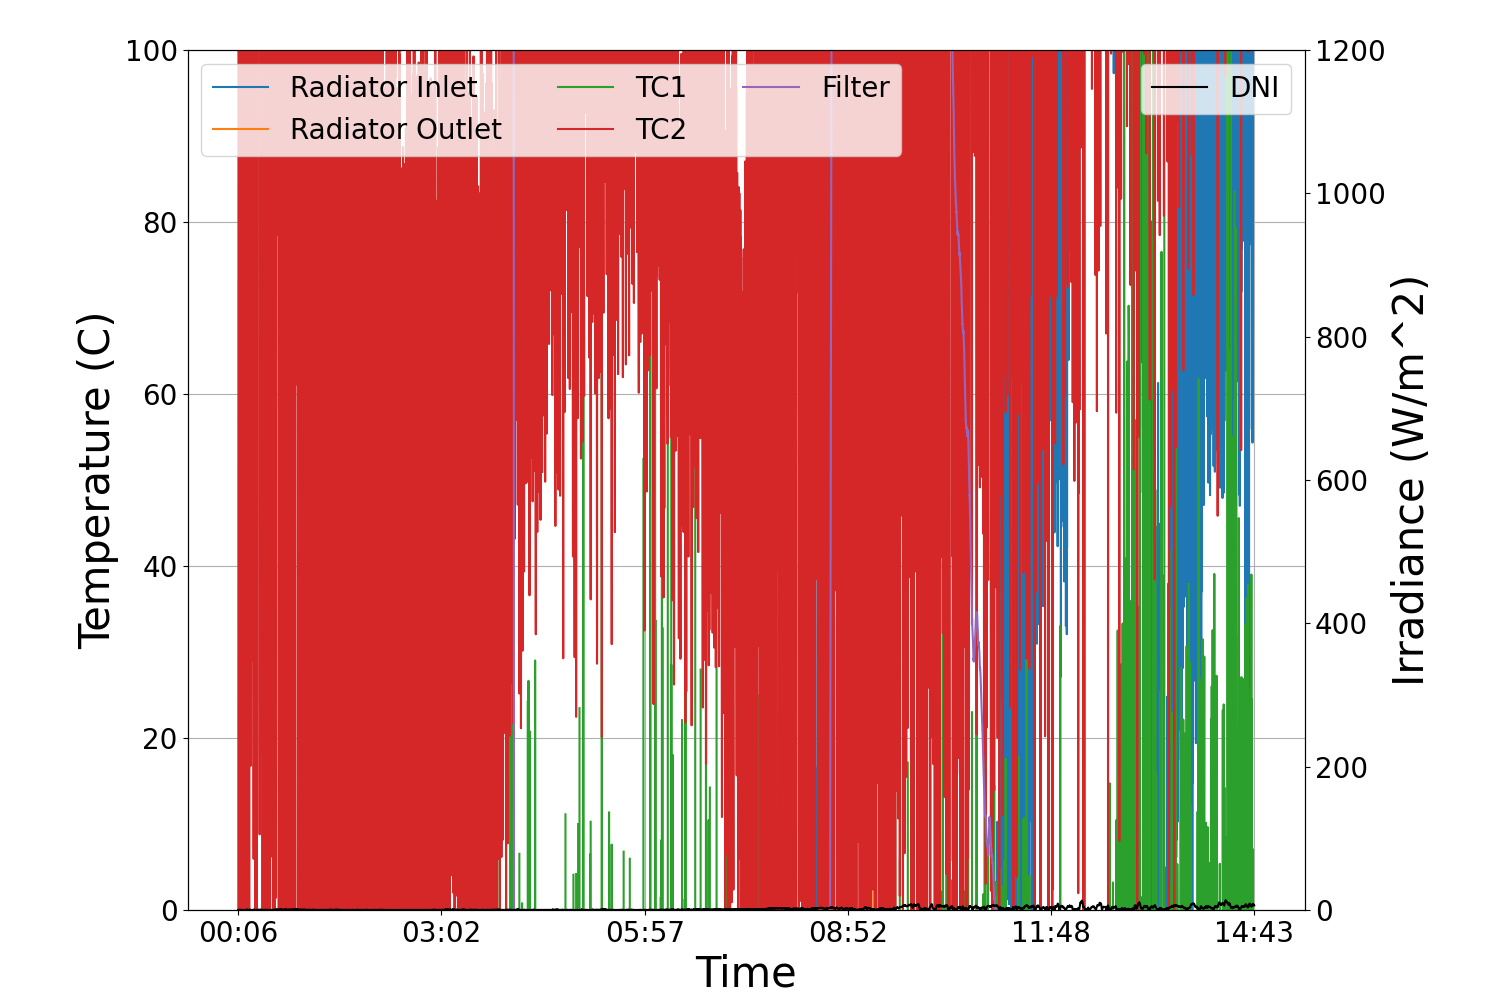 100
80
60
40
20
0
Temperature (C)
Radiator Inlet
Radiator Outlet
TC1
TC2
Filter
DNI
1200
1000
800
600
400
200
0
Irradiance (W/m^2)
00:06 03:02 05:57 08:52 11:48 14:43
Time